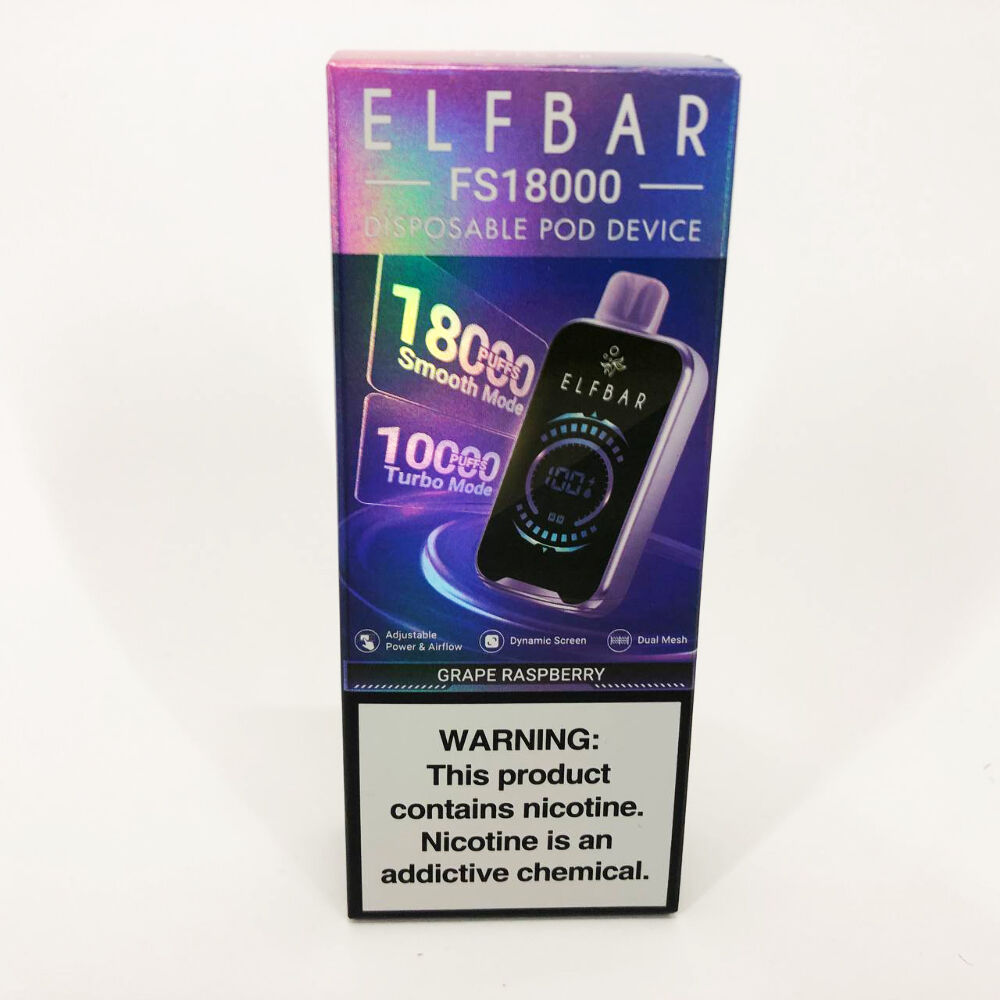 ELFBAR
FS18000
DISPOSABLE POD DEVICE
18000
PUFFS
Smooth Mode
10000
PUFFS
Turbo Mode
ELFBAR
100
Adjustable
Power & Airflow
Dynamic Screen
Dual Mesh
GRAPE RASPBERRY
WARNING:
This product
contains nicotine.
Nicotine is an
addictive chemical.